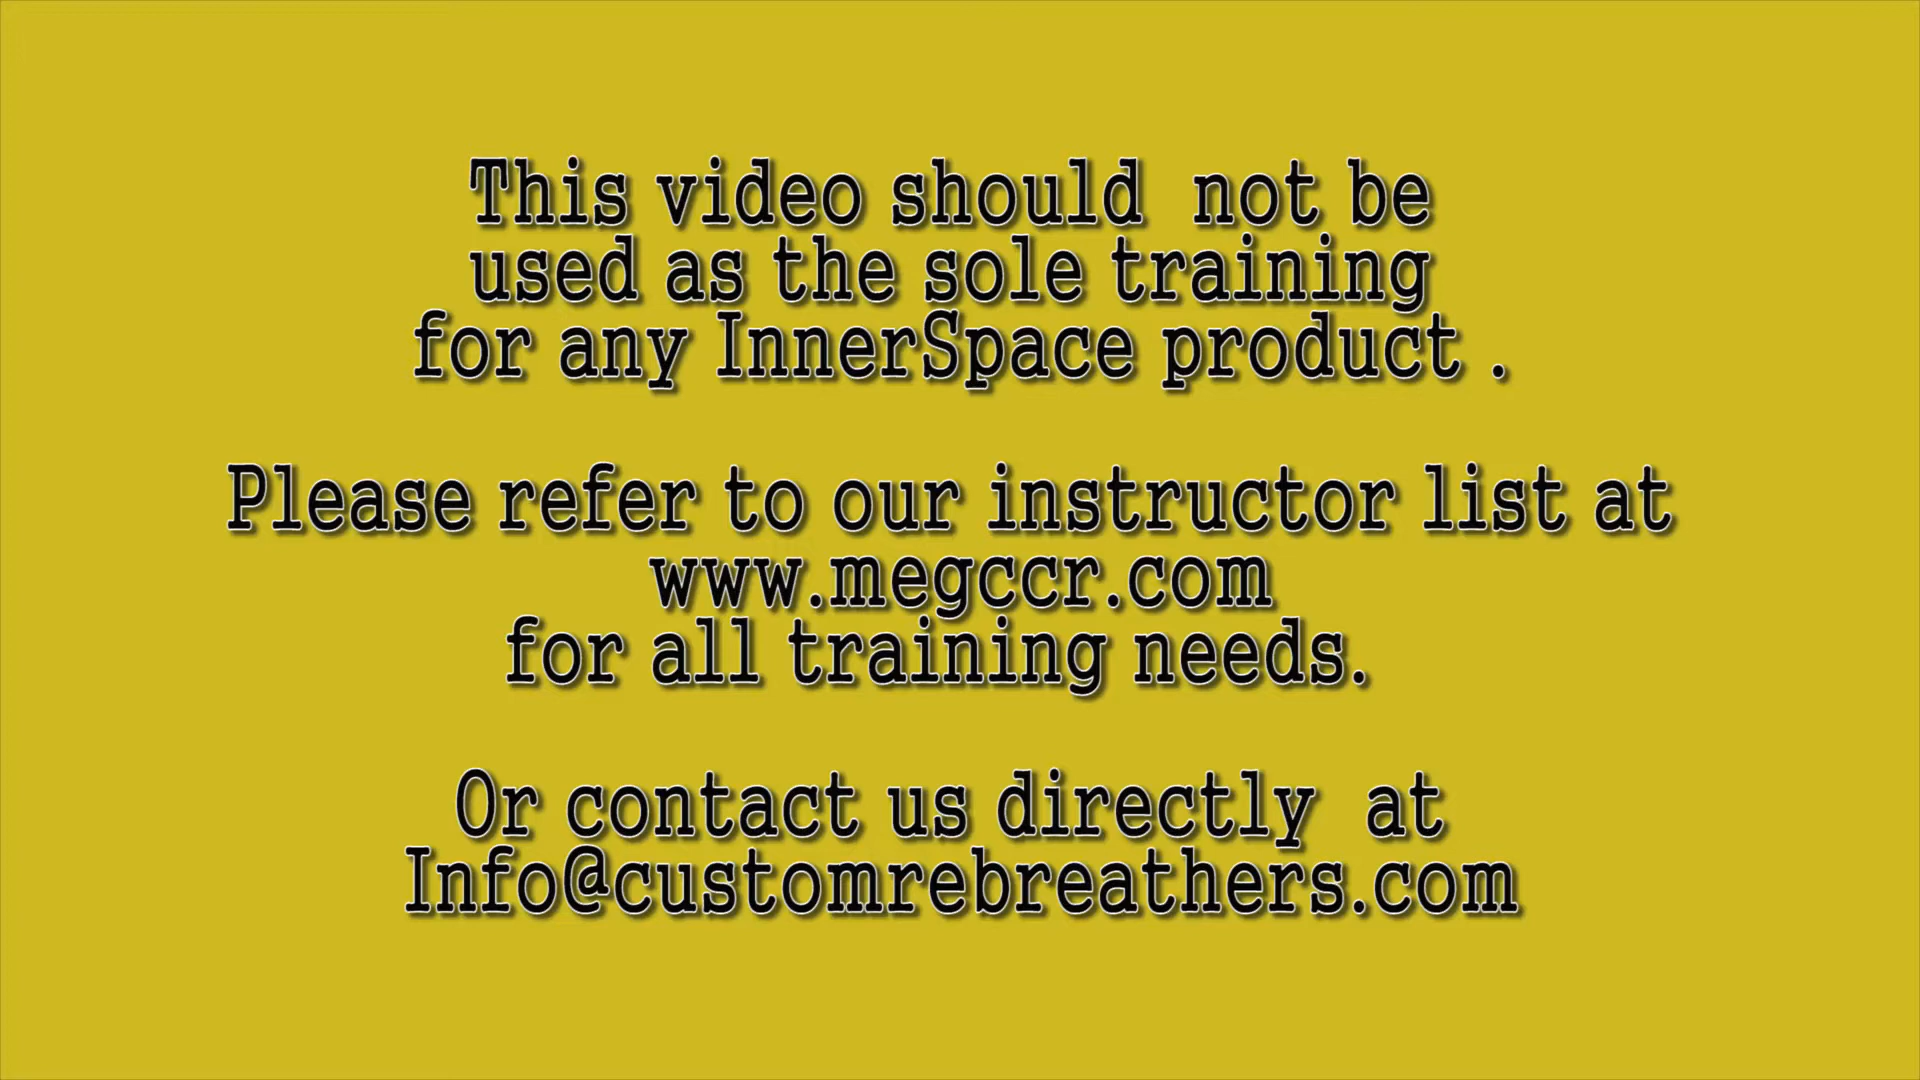 This video should  not be
used as the sole training
for any InnerSpace product .
Please refer to our instructor list at
www.megccr.com
for all training needs.
Or contact us directly  at
Info@customrebreathers.com